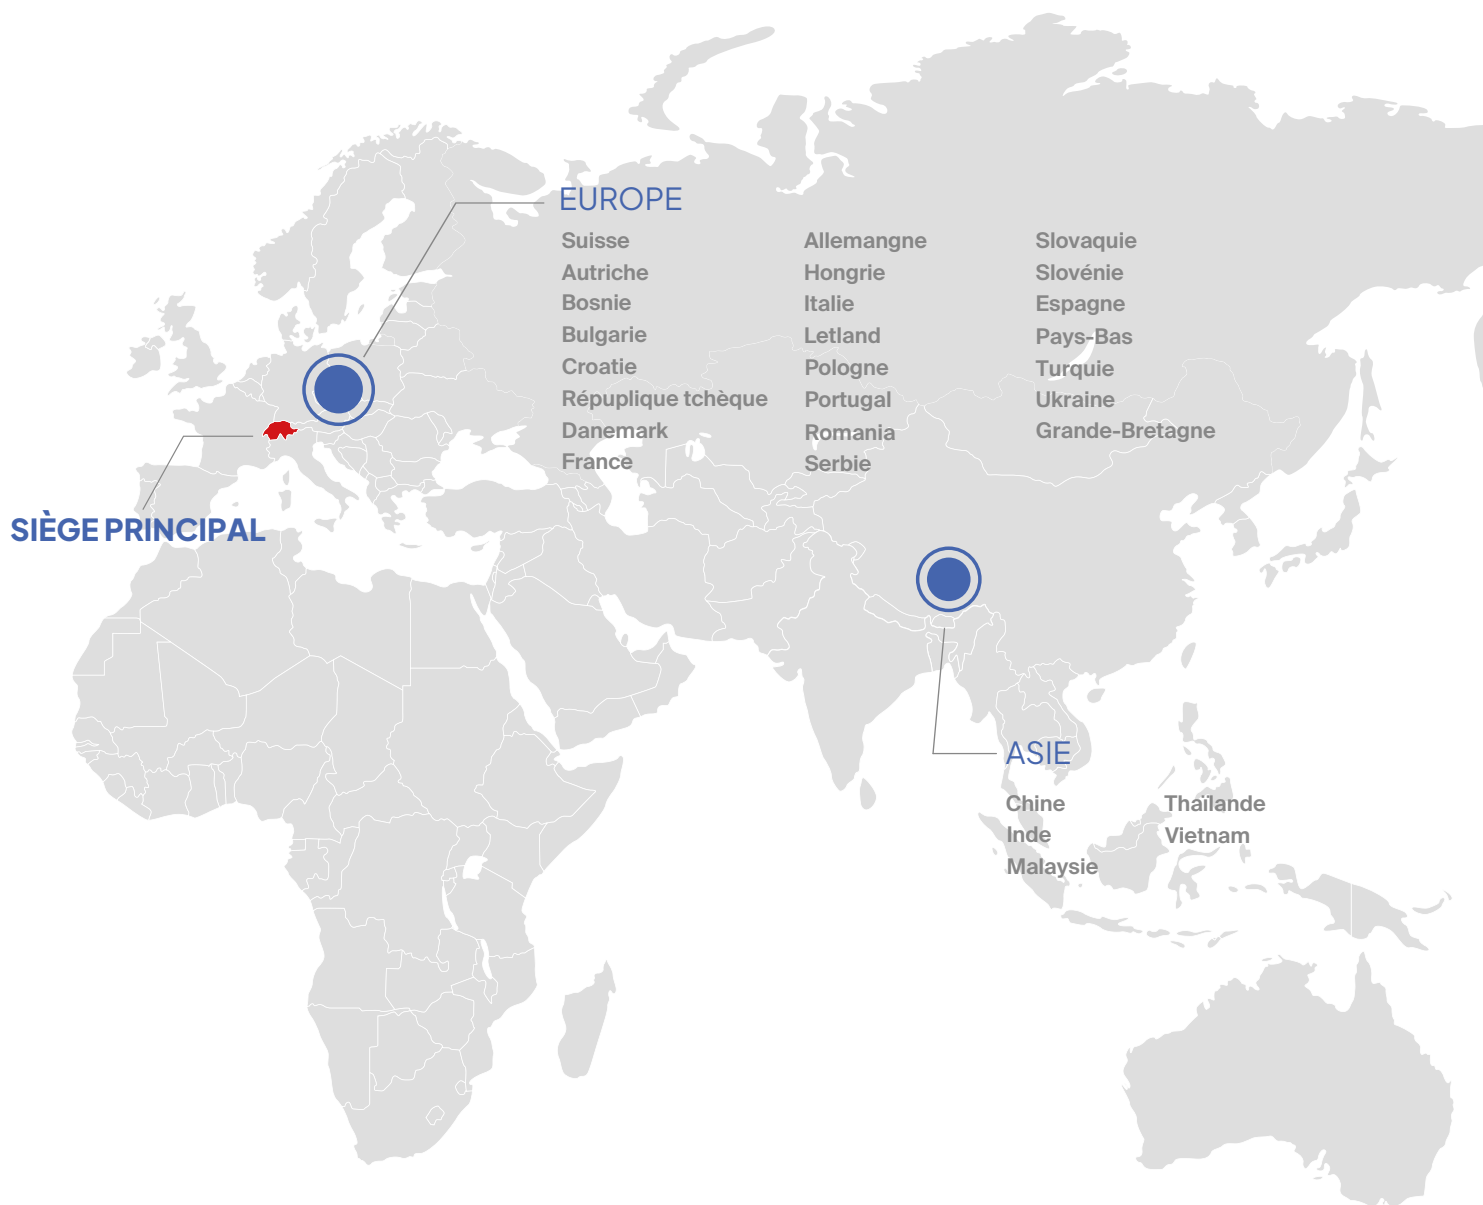 EUROPE
Suisse
Autriche
Bosnie
Bulgarie
Croatie
Répuplique tchèque
Danemark
France
Allemangne
Hongrie
Italie
Letland
Pologne
Portugal
Romania
Serbie
Slovaquie
Slovénie
Espagne
Pays-Bas
Turquie
Ukraine
Grande-Bretagne
SIÈGE PRINCIPAL
ASIE
Chine
Inde
Malaysie
Thaïlande
Vietnam